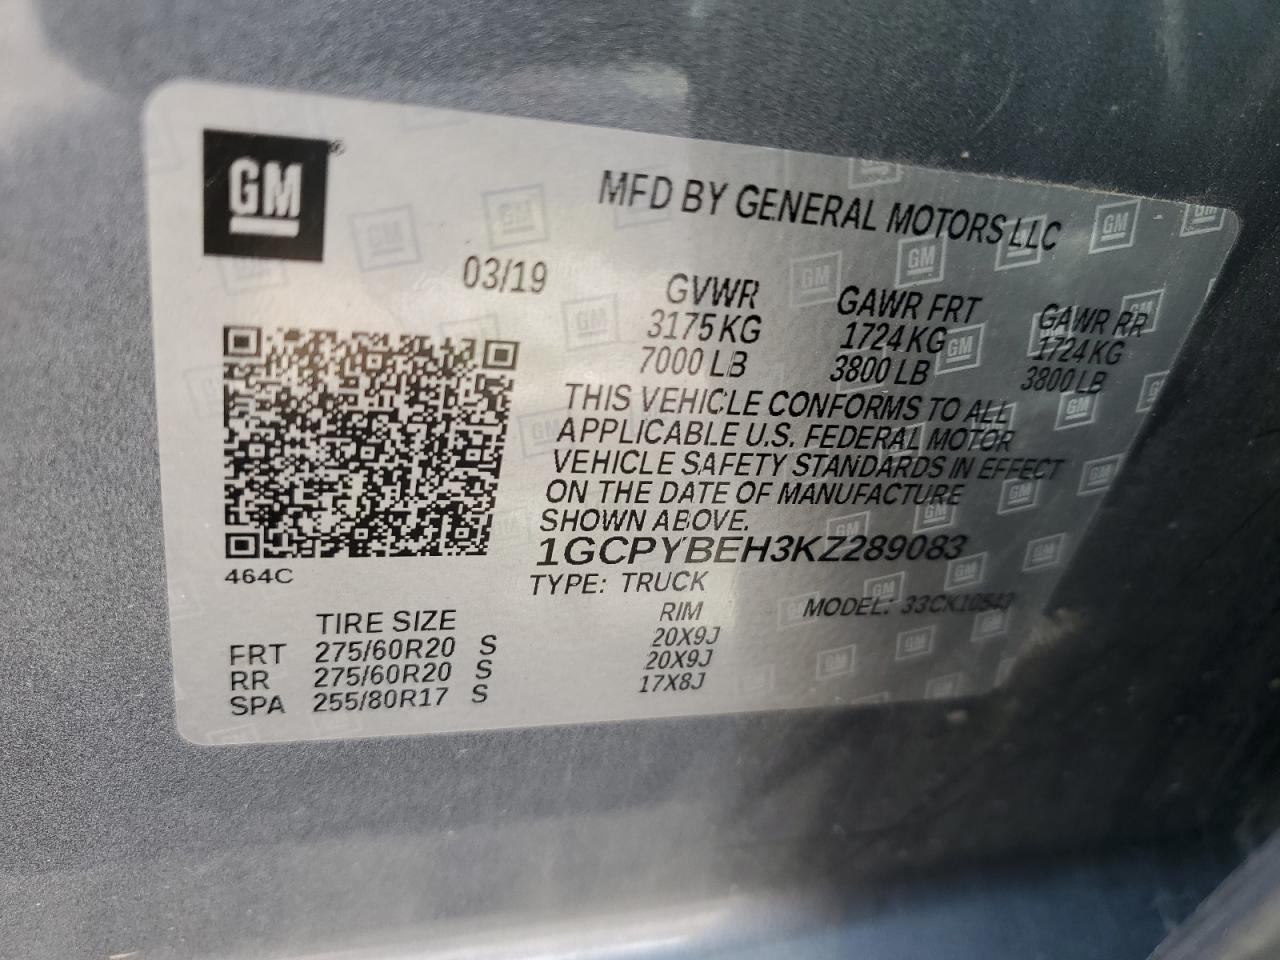 GM
MFD BY GENERAL MOTORS LLC
03/19
GVWR GAWR FRT GAWR RR
3175 KG 1724 KG 1724 KG
7000 LB 3800 LB 3800 LB
THIS VEHICLE CONFORMS TO ALL
APPLICABLE U.S. FEDERAL MOTOR
VEHICLE SAFETY STANDARDS IN EFFECT
ON THE DATE OF MANUFACTURE
SHOWN ABOVE.
1GCPYBEH3KZ289083
464C
TYPE: TRUCK
MODEL: 33CK10543
TIRE SIZE RIM
FRT 275/60R20 S 20X9J
RR 275/60R20 S 20X9J
SPA 255/80R17 S 17X8J